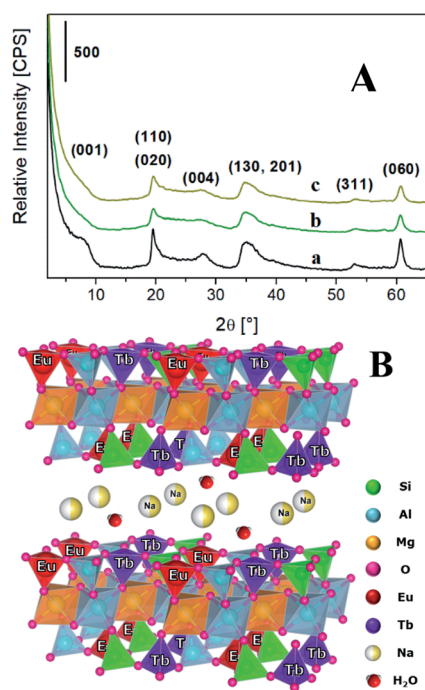 Relative Intensity [CPS]
500
A
(001)
(110)
(020)
(004)
(130, 201)
(311)
(060)
c
b
a
10
20
30
40
50
60
2θ [°]
B
Eu
Eu
Tb
Eu
Tb
Eu
E
E
Tb
T
E
E
Tb
Tb
Na
Na
Na
Na
Eu
Eu
Tb
Eu
Tb
Eu
Tb
E
E
Tb
T
E
E
Tb
Tb
Si
Al
Mg
O
Eu
Tb
Na
H₂O